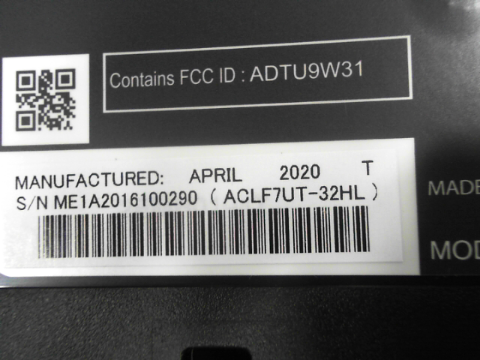 Contains FCC ID : ADTU9W31
MANUFACTURED: APRIL 2020 T
S/N ME1A2016100290 ( ACLF7UT-32HL )
MADE
MOD